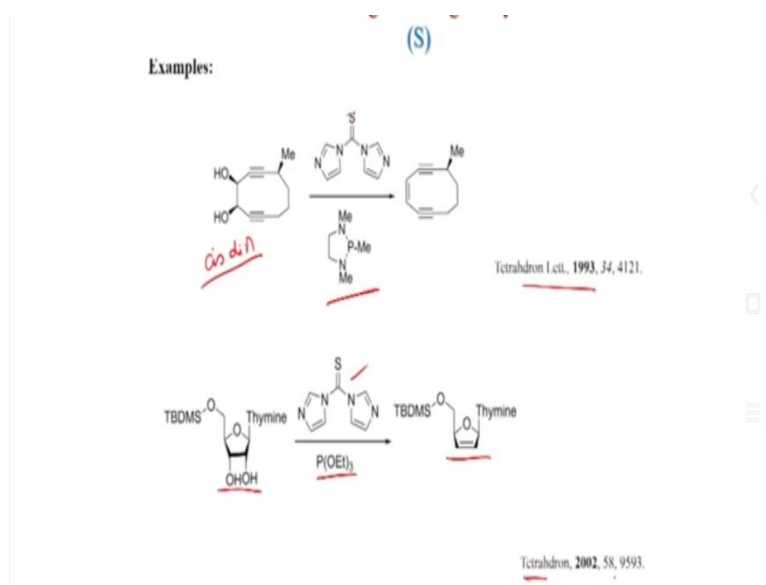 (S)
Examples:
S
Me
N N N N
HO
HO
Me
Me
N
P-Me
N
Me
cis diol
Tetrahdron Lett., 1993, 34, 4121.
S
TBDMS O
Thymine
N N N N
TBDMS O
Thymine
O
O
P(OEt)3
OHOH
Tetrahdron, 2002, 58, 9593.